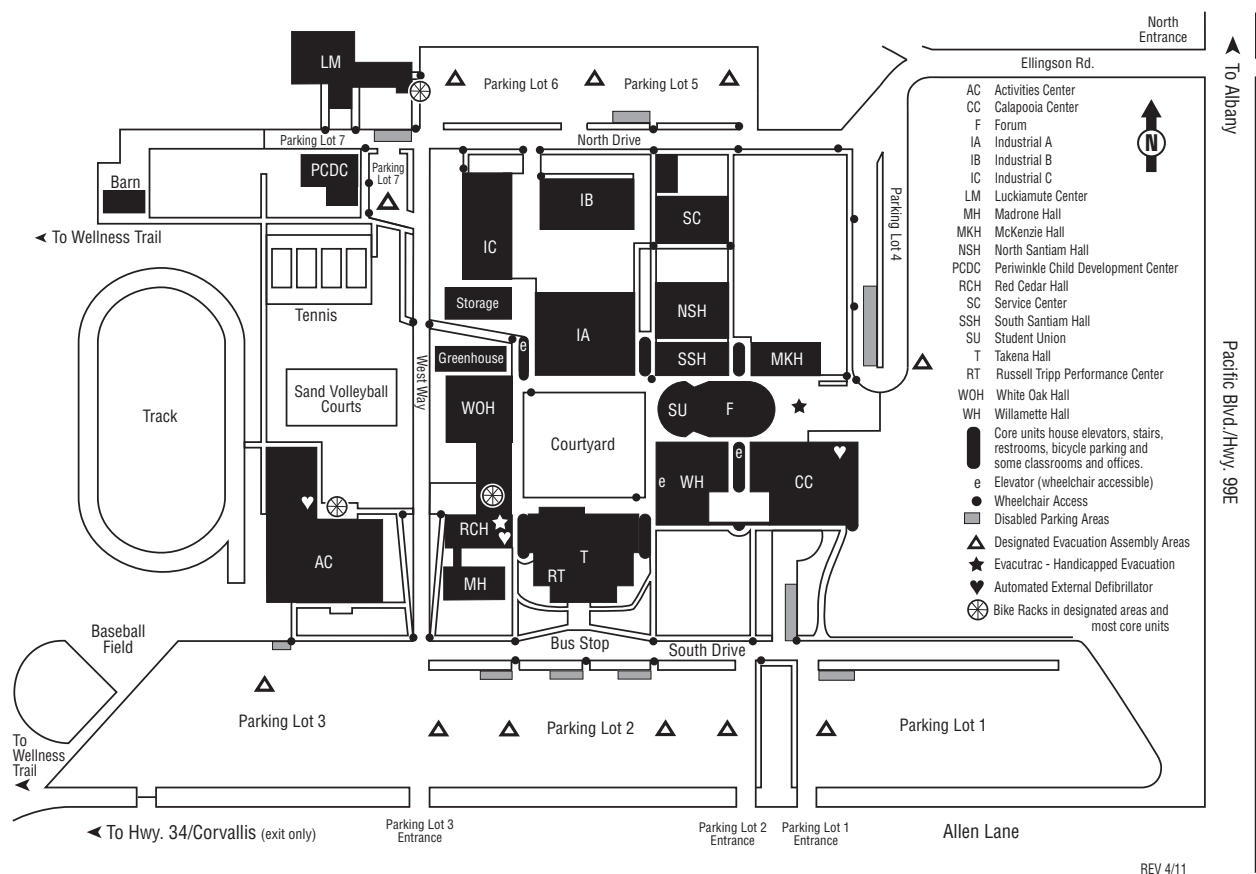 North
Entrance
Ellingson Rd.
To Albany
Pacific Blvd./Hwy. 99E
N
AC Activities Center
CC Calapooia Center
F Forum
IA Industrial A
IB Industrial B
IC Industrial C
LM Luckiamute Center
MH Madrone Hall
MKH McKenzie Hall
NSH North Santiam Hall
PCDC Periwinkle Child Development Center
RCH Red Cedar Hall
SC Service Center
SSH South Santiam Hall
SU Student Union
T Takena Hall
RT Russell Tripp Performance Center
WOH White Oak Hall
WH Willamette Hall
Core units house elevators, stairs,
restrooms, bicycle parking and
some classrooms and offices.
e Elevator (wheelchair accessible)
Wheelchair Access
Disabled Parking Areas
Designated Evacuation Assembly Areas
Evacutrac - Handicapped Evacuation
Automated External Defibrillator
Bike Racks in designated areas and
most core units
LM
Parking Lot 6
Parking Lot 5
Parking Lot 7
North Drive
PCDC
Parking
Lot 7
Barn
IB
SC
Parking Lot 4
To Wellness Trail
IC
Tennis
Storage
IA
NSH
e
Greenhouse
SSH
MKH
West Way
Sand Volleyball
Courts
WOH
SU
F
Track
Courtyard
e
e
WH
CC
RCH
T
AC
MH
RT
Baseball
Field
Bus Stop
South Drive
Parking Lot 3
Parking Lot 2
Parking Lot 1
To
Wellness
Trail
To Hwy. 34/Corvallis (exit only)
Parking Lot 3
Entrance
Parking Lot 2
Entrance
Parking Lot 1
Entrance
Allen Lane
REV 4/11